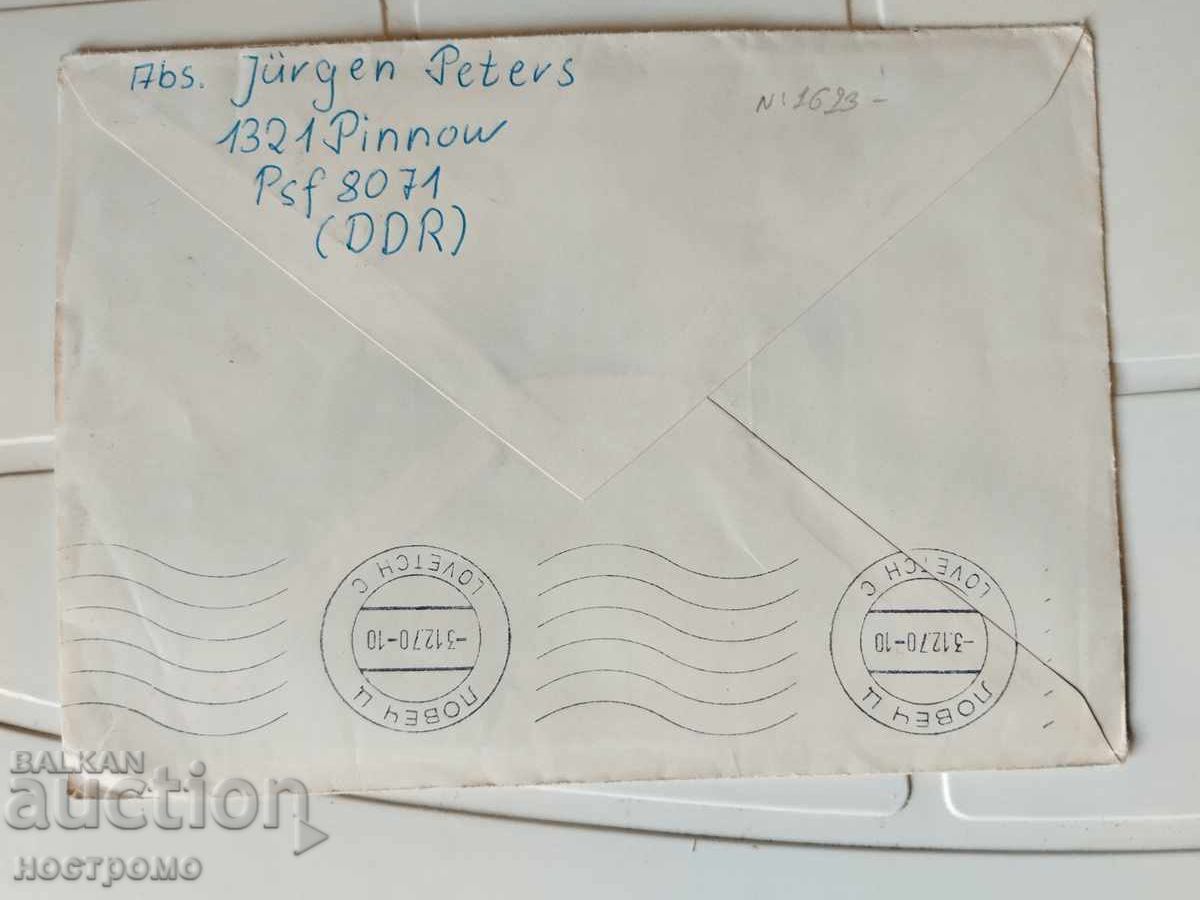 Abs. Jürgen Peters
1321 Pinnow
Psf 8071
(DDR)
N: 1693-
LOVETCH C
-3.12.70-10
ЛОВЕЧ Ц
LOVETCH C
-3.12.70-10
ЛОВЕЧ Ц
BALKAN
auction
ностромо